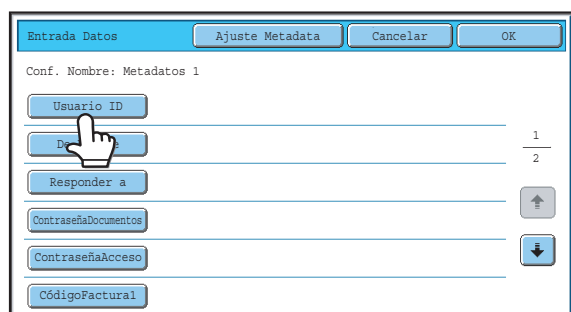 Entrada Datos Ajuste Metadata Cancelar OK
Conf. Nombre: Metadatos 1
Usuario ID
Responder a
ContraseñaDocumentos
ContraseñaAcceso
CódigoFactura1
1
2